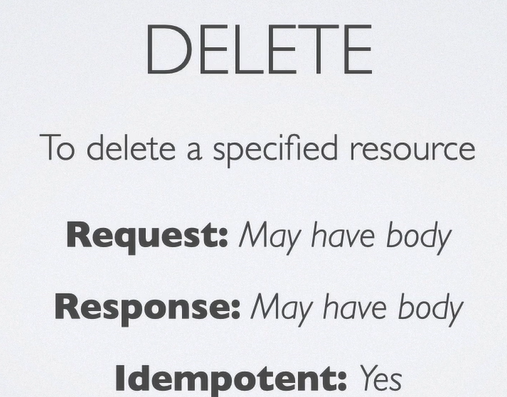 DELETE
To delete a specified resource
Request: May have body
Response: May have body
Idempotent: Yes